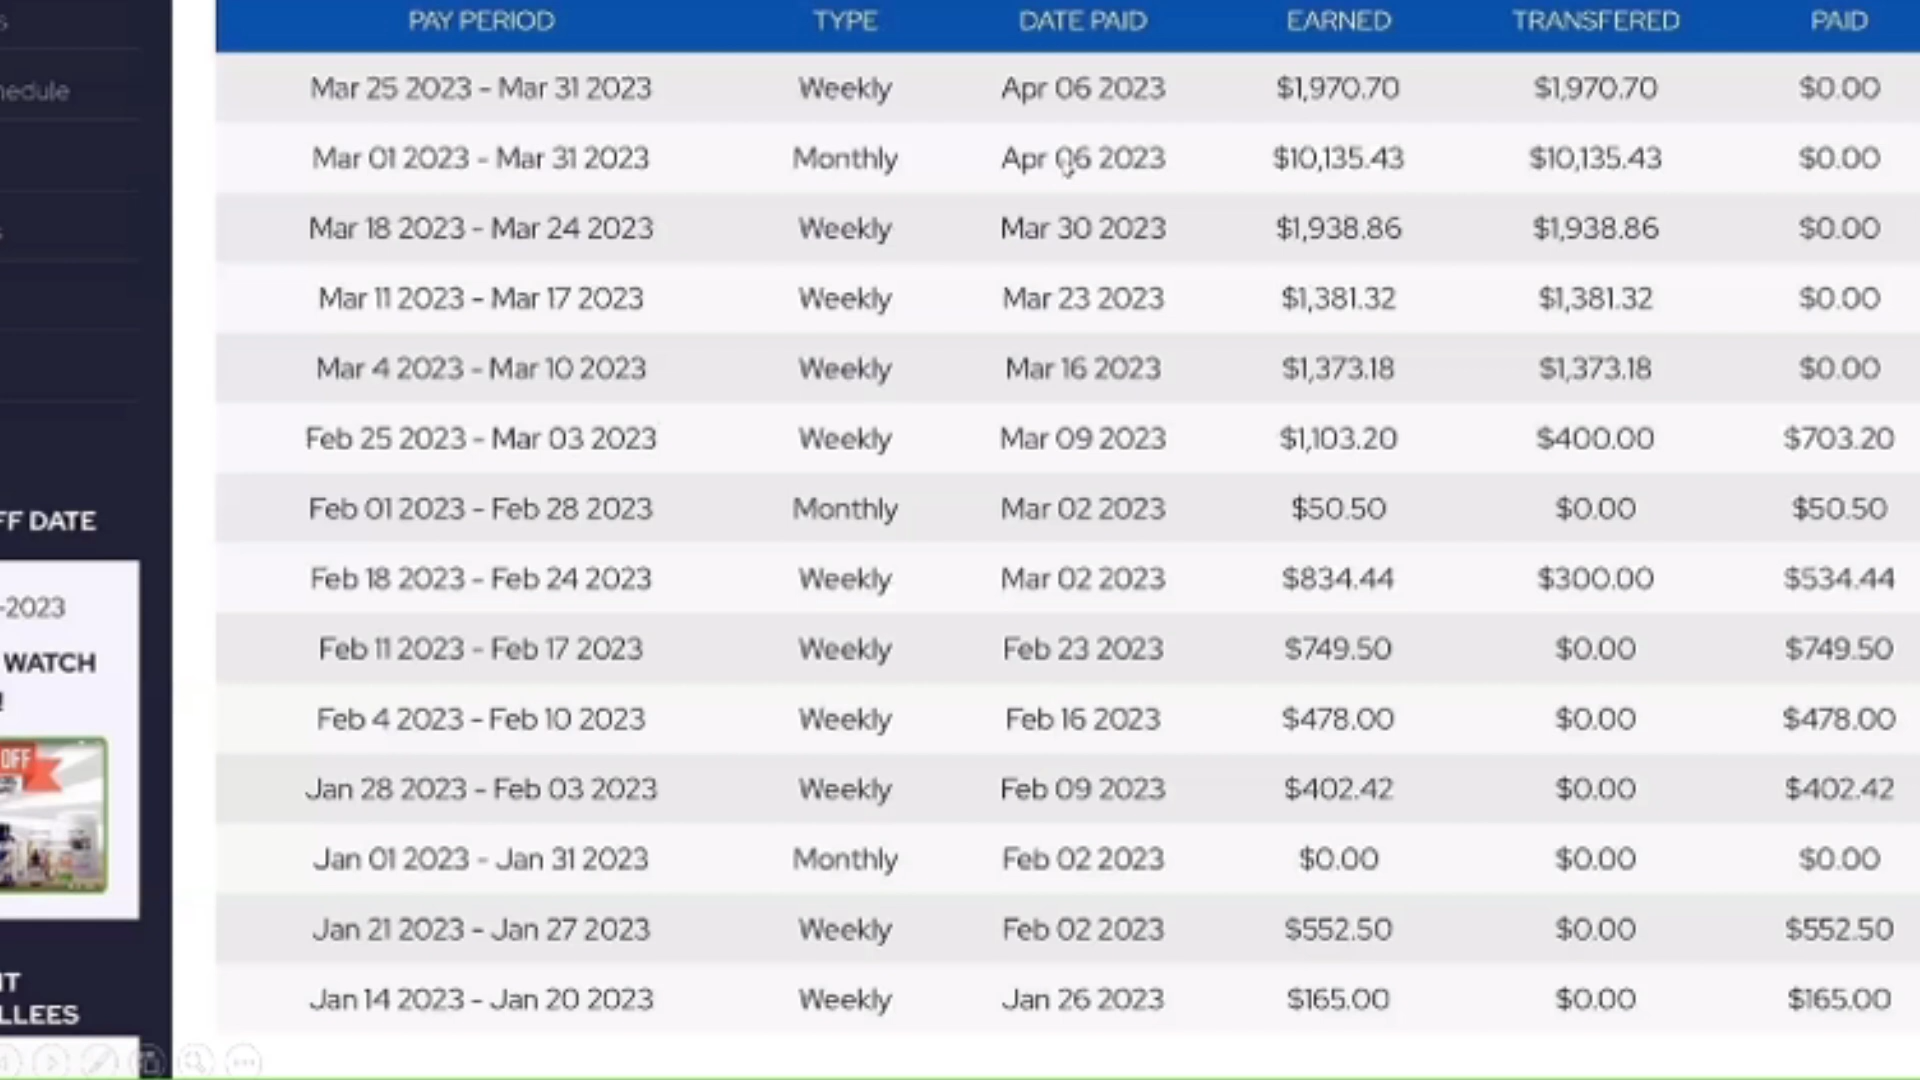 PAY PERIOD TYPE DATE PAID EARNED TRANSFERED PAID
Mar 25 2023 - Mar 31 2023 Weekly Apr 06 2023 $1,970.70 $1,970.70 $0.00
Mar 01 2023 - Mar 31 2023 Monthly Apr 06 2023 $10,135.43 $10,135.43 $0.00
Mar 18 2023 - Mar 24 2023 Weekly Mar 30 2023 $1,938.86 $1,938.86 $0.00
Mar 11 2023 - Mar 17 2023 Weekly Mar 23 2023 $1,381.32 $1,381.32 $0.00
Mar 4 2023 - Mar 10 2023 Weekly Mar 16 2023 $1,373.18 $1,373.18 $0.00
Feb 25 2023 - Mar 03 2023 Weekly Mar 09 2023 $1,103.20 $400.00 $703.20
Feb 01 2023 - Feb 28 2023 Monthly Mar 02 2023 $50.50 $0.00 $50.50
Feb 18 2023 - Feb 24 2023 Weekly Mar 02 2023 $834.44 $300.00 $534.44
Feb 11 2023 - Feb 17 2023 Weekly Feb 23 2023 $749.50 $0.00 $749.50
Feb 4 2023 - Feb 10 2023 Weekly Feb 16 2023 $478.00 $0.00 $478.00
Jan 28 2023 - Feb 03 2023 Weekly Feb 09 2023 $402.42 $0.00 $402.42
Jan 01 2023 - Jan 31 2023 Monthly Feb 02 2023 $0.00 $0.00 $0.00
Jan 21 2023 - Jan 27 2023 Weekly Feb 02 2023 $552.50 $0.00 $552.50
Jan 14 2023 - Jan 20 2023 Weekly Jan 26 2023 $165.00 $0.00 $165.00
hedule
FF DATE
-2023
WATCH
!
OFF
IT
LLEES